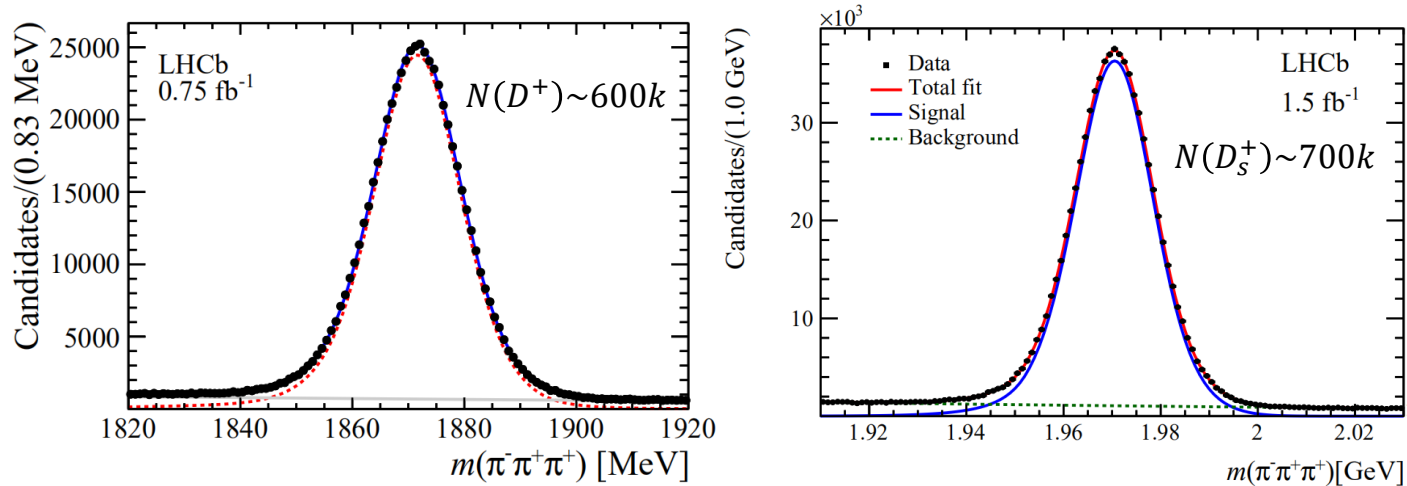 Candidates/(0.83 MeV)
25000
20000
15000
10000
5000
LHCb
0.75 fb⁻¹
N(D⁺)~600k
1820 1840 1860 1880 1900 1920
m(π⁻π⁺π⁺) [MeV]
×10³
Candidates/(1.0 GeV)
30
20
10
Data
Total fit
Signal
Background
LHCb
1.5 fb⁻¹
N(Dₛ⁺)~700k
1.92 1.94 1.96 1.98 2 2.02
m(π⁻π⁺π⁺)[GeV]